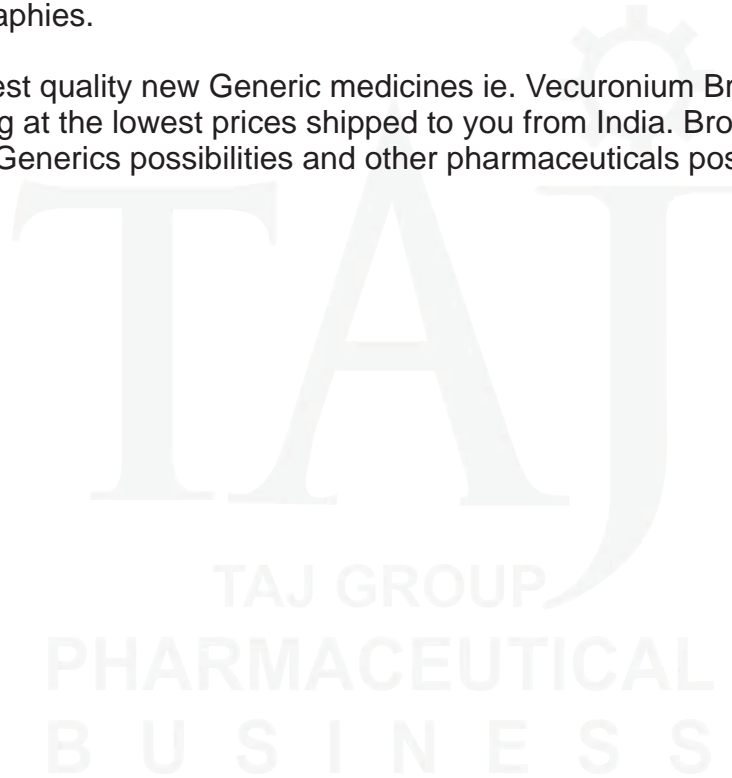 aphies.
est quality new Generic medicines ie. Vecuronium Br
g at the lowest prices shipped to you from India. Bro
Generics possibilities and other pharmaceuticals pos
TAJ
TAJ GROUP
PHARMACEUTICAL
BUSINESS